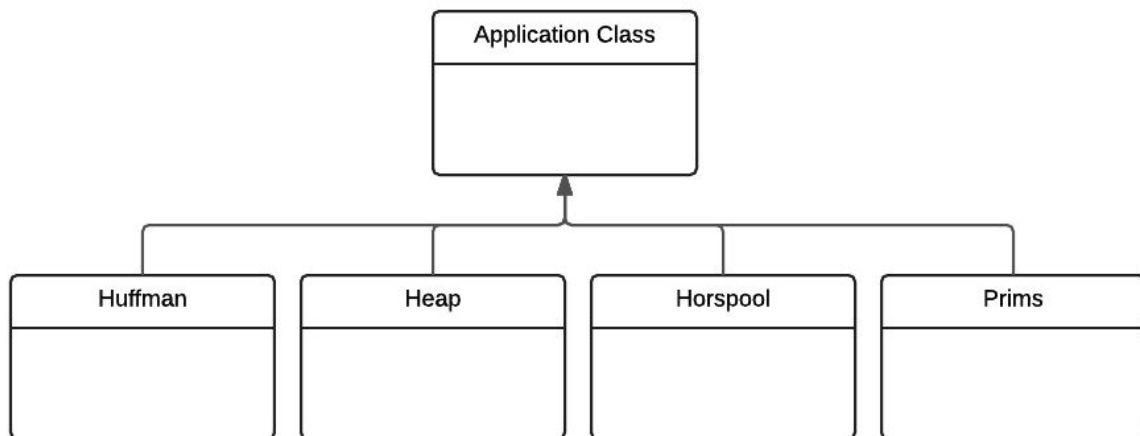 Application Class
Huffman
Heap
Horspool
Prims